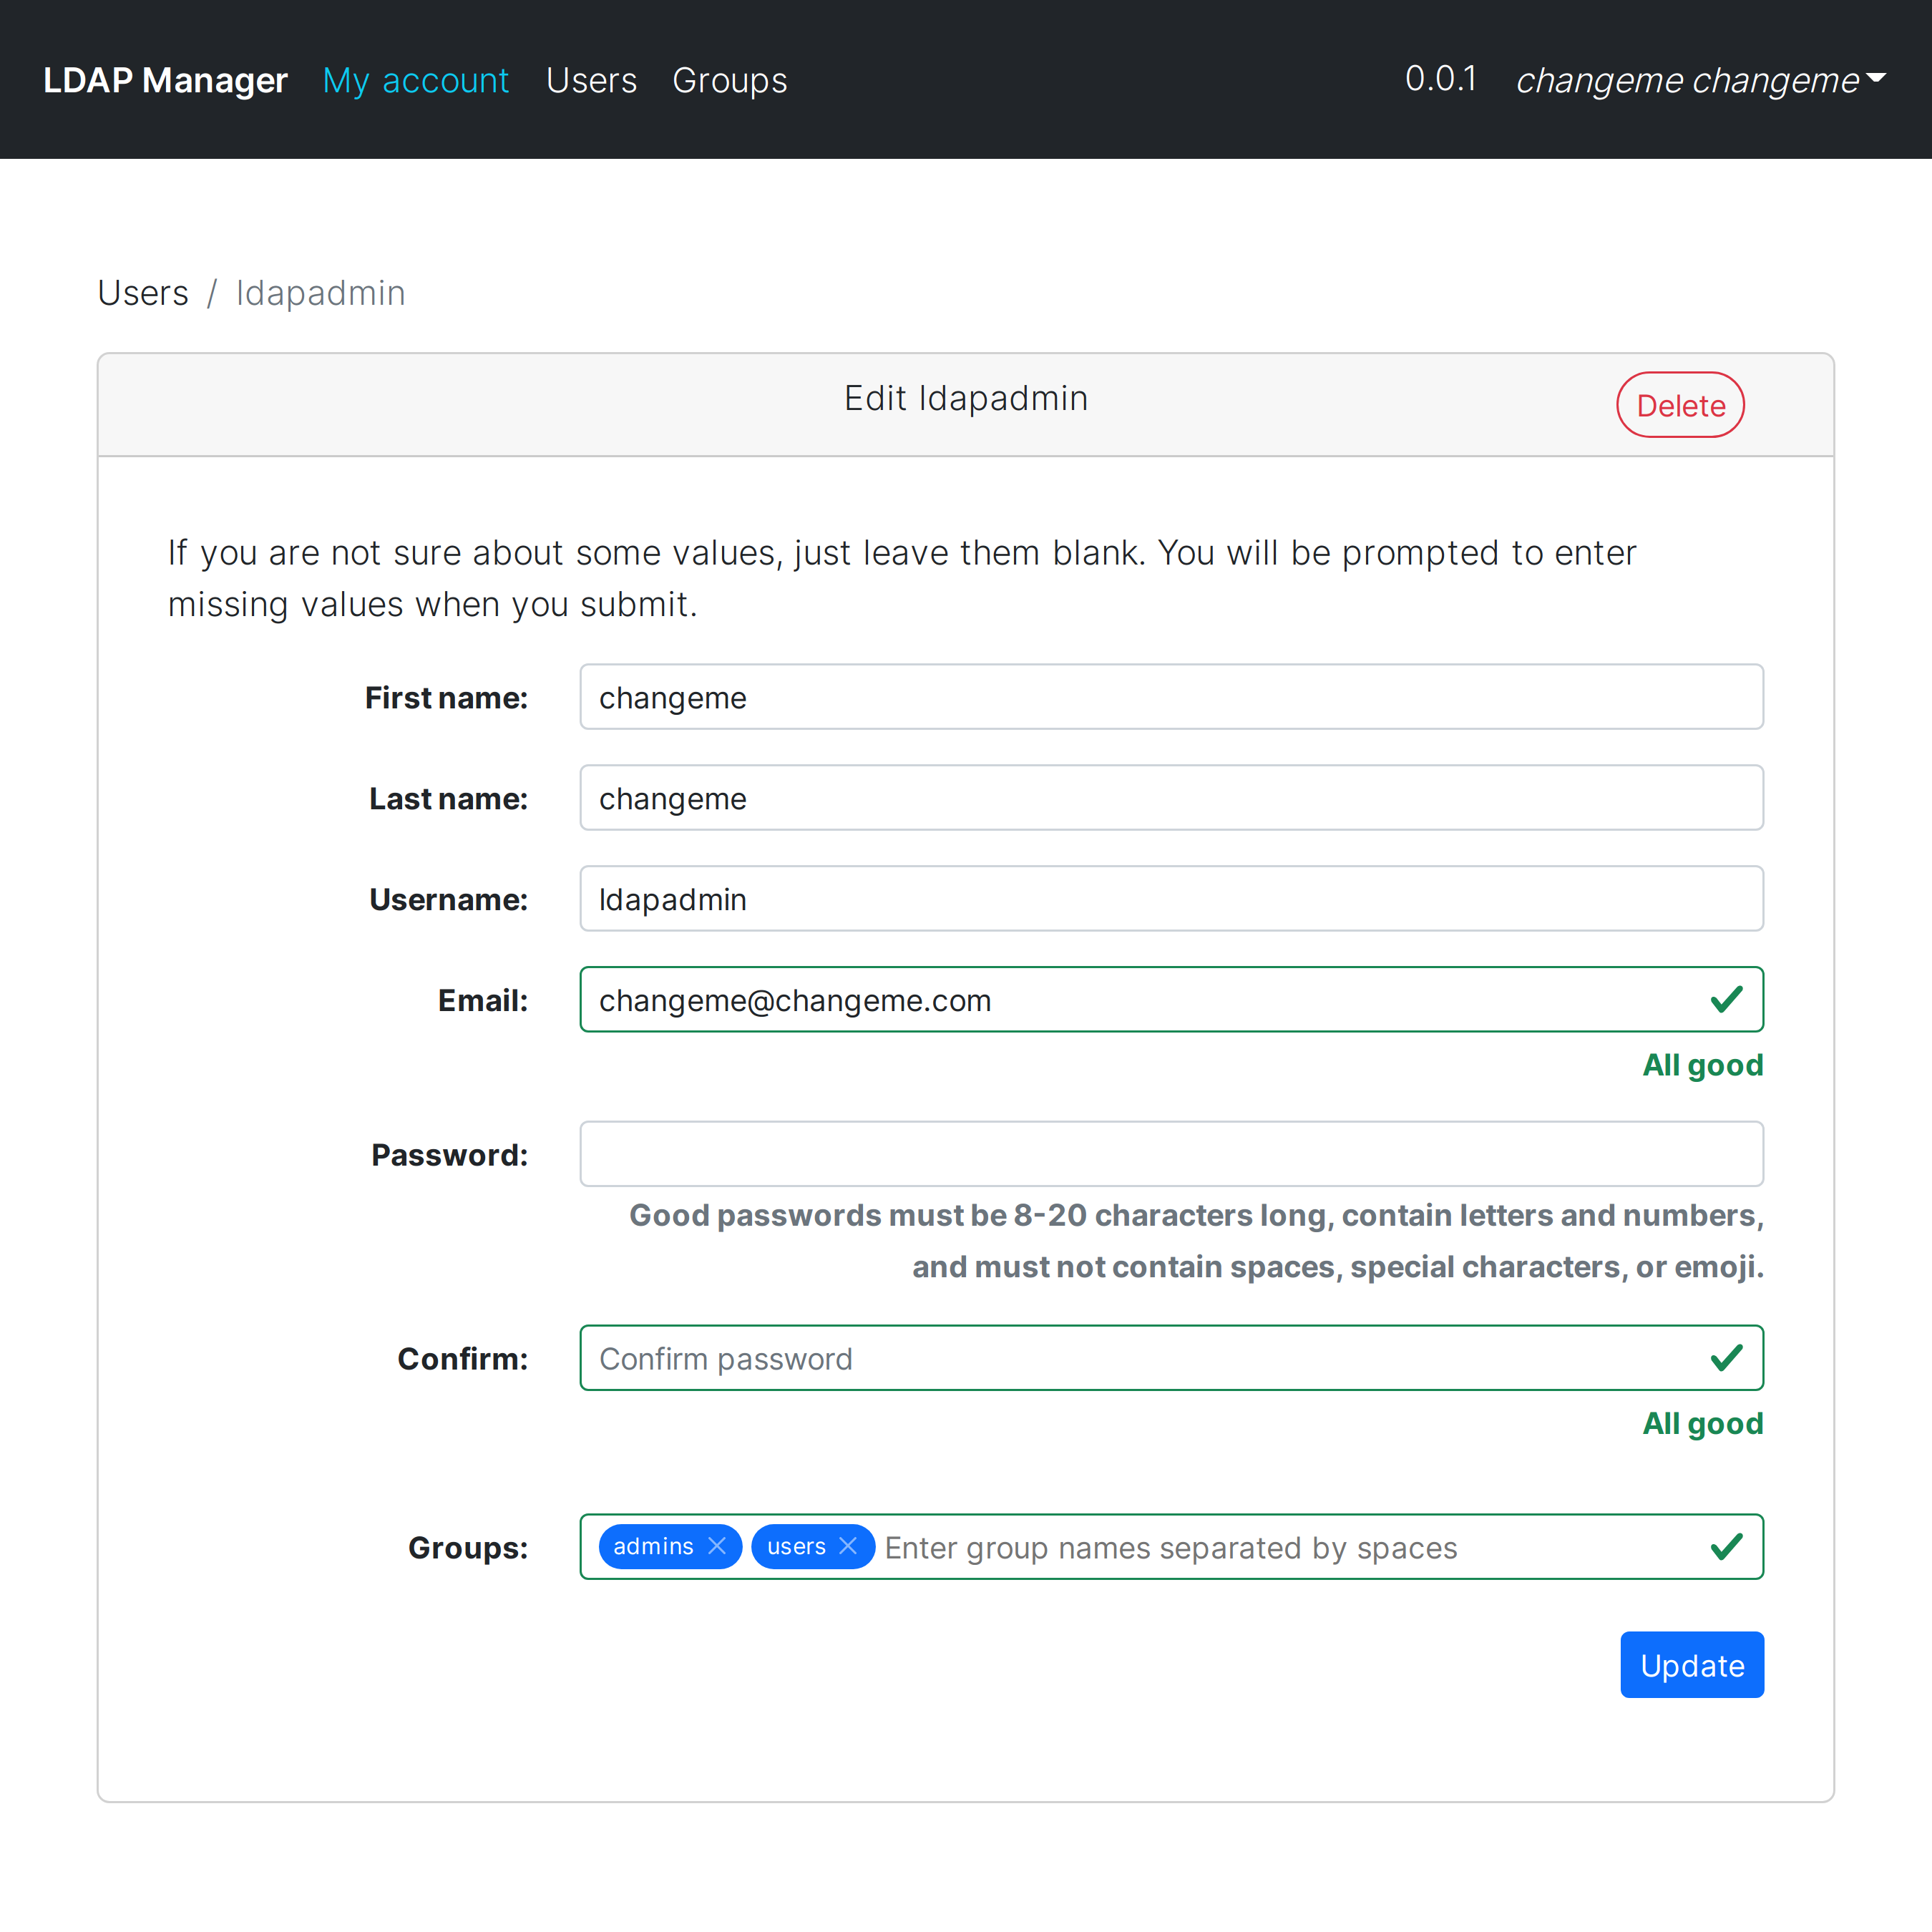 LDAP Manager My account Users Groups 0.0.1 changeme changeme
Users / ldapadmin
Edit ldapadmin Delete
If you are not sure about some values, just leave them blank. You will be prompted to enter
missing values when you submit.
First name: changeme
Last name: changeme
Username: ldapadmin
Email: changeme@changeme.com
All good
Password:
Good passwords must be 8-20 characters long, contain letters and numbers,
and must not contain spaces, special characters, or emoji.
Confirm: Confirm password
All good
Groups: admins users Enter group names separated by spaces
Update